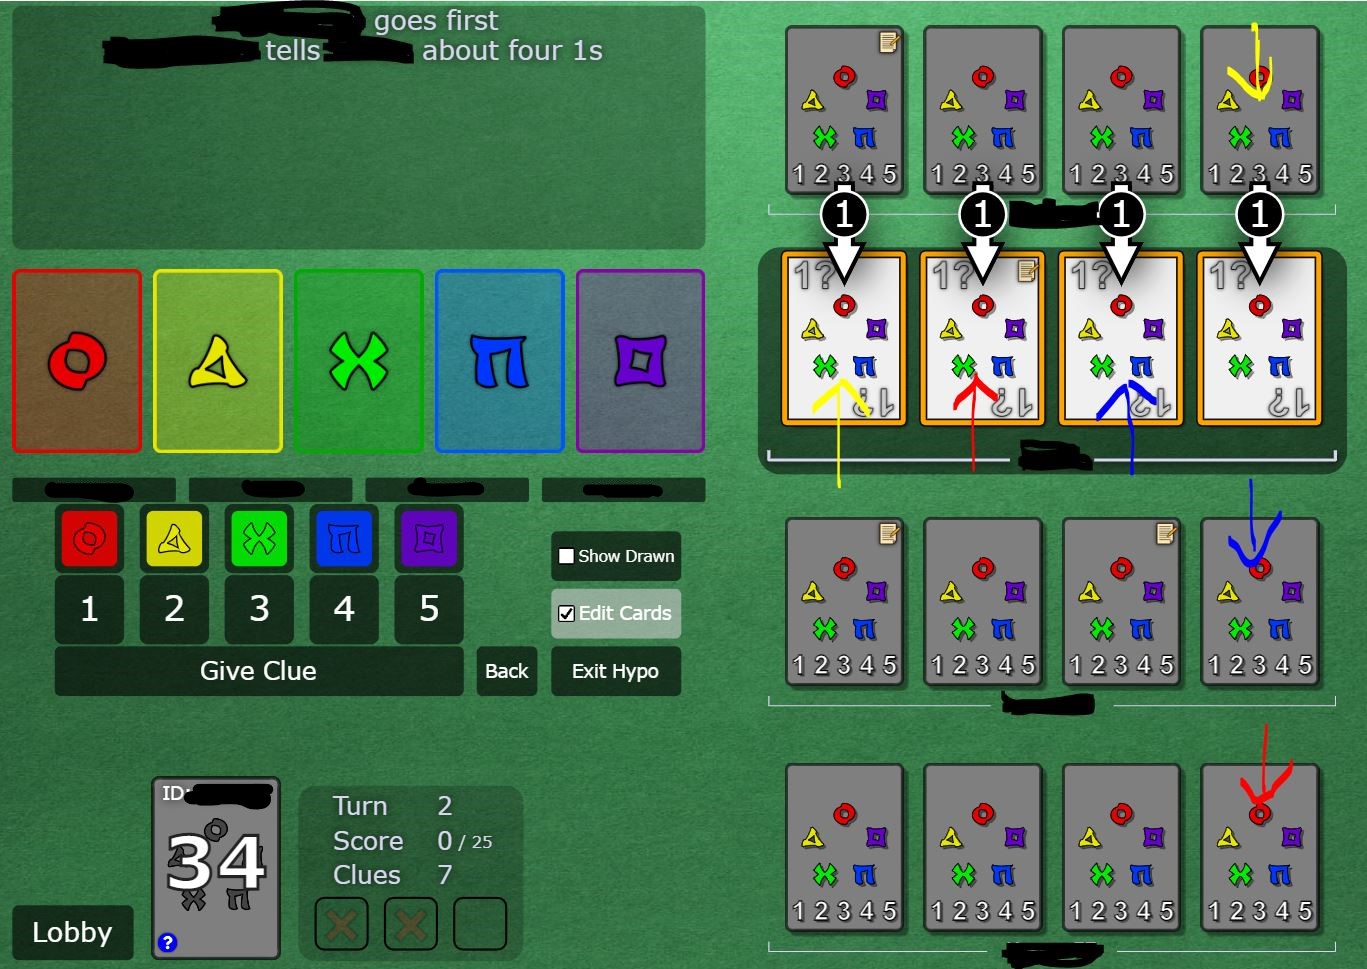 goes first
tells about four 1s
1 2 3 4 5
1 2 3 4 5
1 2 3 4 5
1 2 3 4 5
1
1
1
1
1?
1?
1?
1?
1?
1?
1?
1?
1 2 3 4 5
Show Drawn
Edit Cards
Give Clue
Back
Exit Hypo
1 2 3 4 5
1 2 3 4 5
1 2 3 4 5
1 2 3 4 5
ID:
34
?
Turn 2
Score 0 / 25
Clues 7
Lobby
1 2 3 4 5
1 2 3 4 5
1 2 3 4 5
1 2 3 4 5